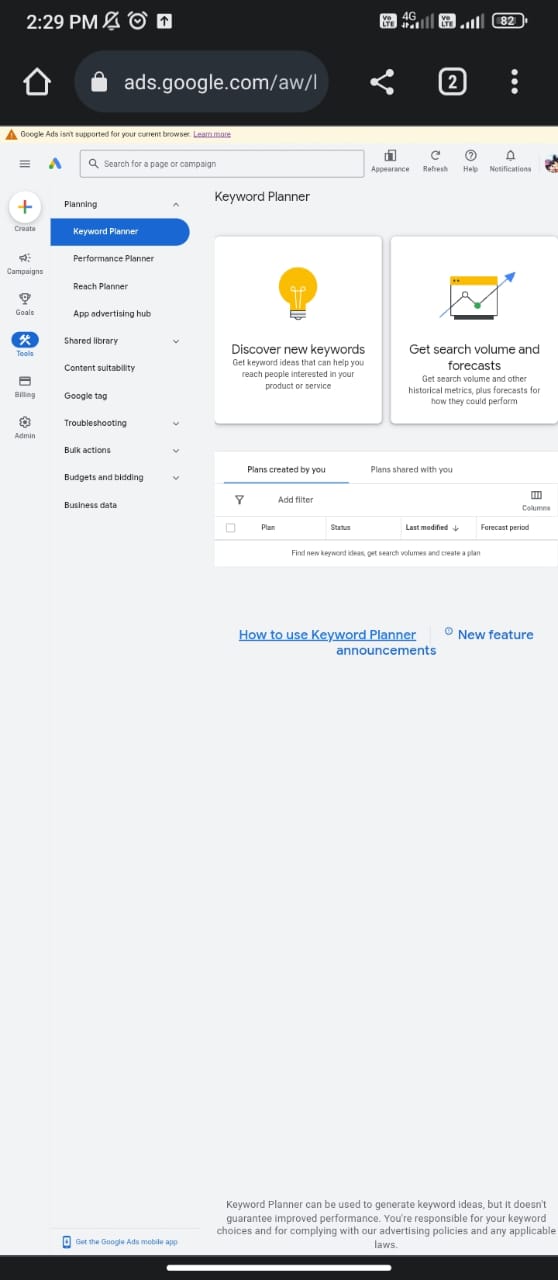 2:29 PM
Vo LTE 4G Vo LTE 82
ads.google.com/aw/l
2
Google Ads isn't supported for your current browser. Learn more
Search for a page or campaign
Appearance Refresh Help Notifications
Create
Campaigns
Goals
Tools
Billing
Admin
Planning
Keyword Planner
Performance Planner
Reach Planner
App advertising hub
Shared library
Content suitability
Google tag
Troubleshooting
Bulk actions
Budgets and bidding
Business data
Get the Google Ads mobile app
Keyword Planner
Discover new keywords
Get keyword ideas that can help you
reach people interested in your
product or service
Get search volume and
forecasts
Get search volume and other
historical metrics, plus forecasts for
how they could perform
Plans created by you Plans shared with you
Add filter
Columns
Plan Status Last modified Forecast period
Find new keyword ideas, get search volumes and create a plan
How to use Keyword Planner New feature
announcements
Keyword Planner can be used to generate keyword ideas, but it doesn't
guarantee improved performance. You're responsible for your keyword
choices and for complying with our advertising policies and any applicable
laws.